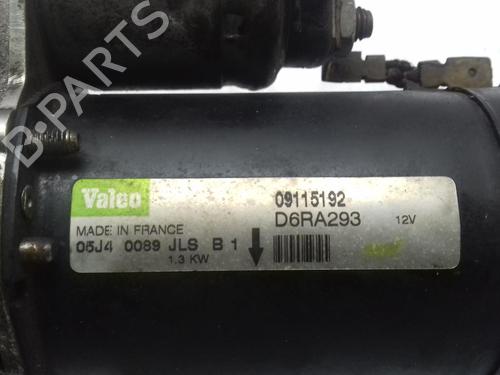 B-PARTS
Valeo
09115192
D6RA293
12V
MADE IN FRANCE
05J4 0089 JLS B 1
1.3 KW